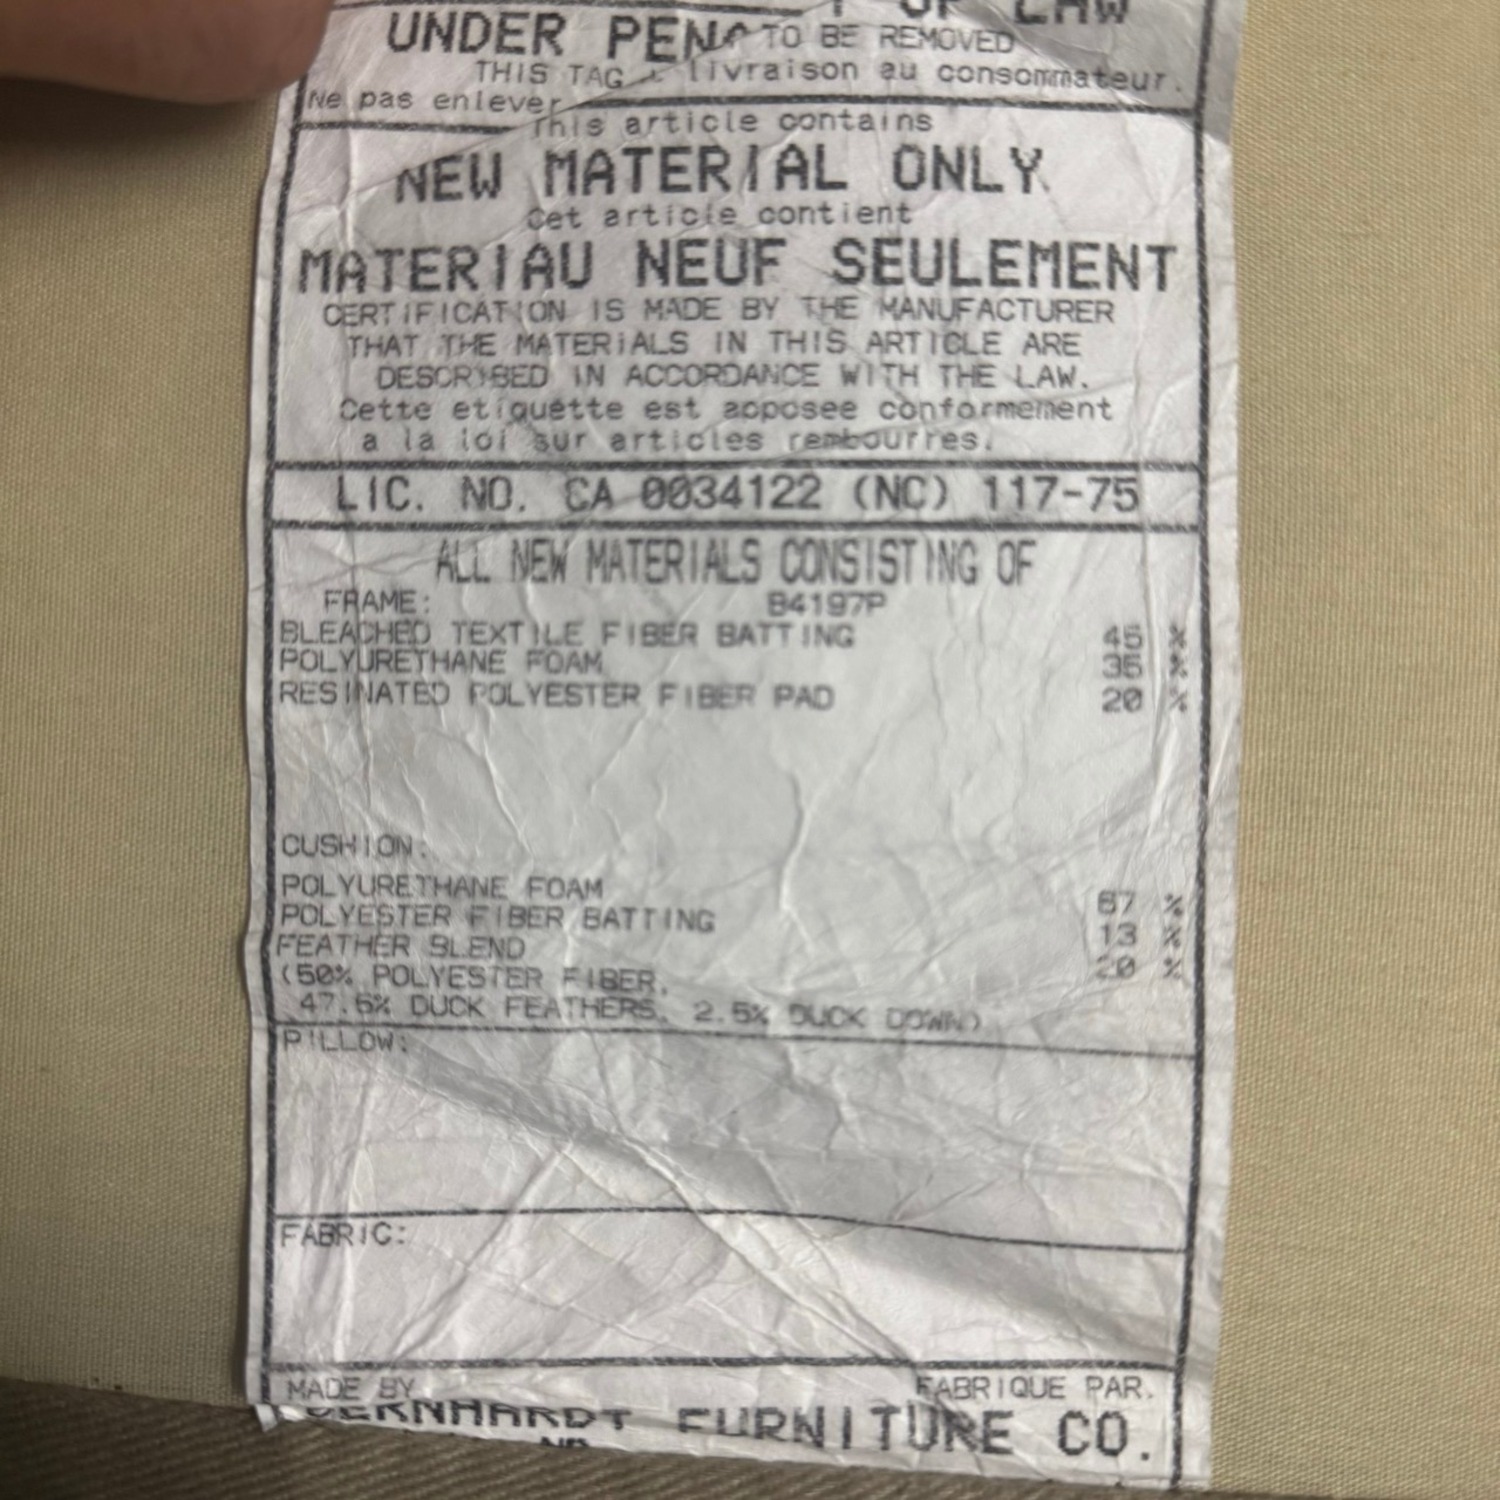 OF LAW
UNDER
TO BE REMOVED
THIS TAG
livraison au consommateur.
Ne pas enlever
This article contains
NEW MATERIAL ONLY
Cet article contient
MATERIAU NEUF SEULEMENT
CERTIFICATION IS MADE BY THE MANUFACTURER
THAT THE MATERIALS IN THIS ARTICLE ARE
DESCRIBED IN ACCORDANCE WITH THE LAW.
Cette etiquette est apposee conformement
a la loi sur articles rembourres.
LIC. NO. CA 0034122 (NC) 117-75
ALL NEW MATERIALS CONSISTING OF
FRAME: B4197P
BLEACHED TEXTILE FIBER BATTING 45 %
POLYURETHANE FOAM 35 %
RESINATED POLYESTER FIBER PAD 20 %
CUSHION:
POLYURETHANE FOAM 67 %
POLYESTER FIBER BATTING 13 %
FEATHER BLEND 20 %
(50% POLYESTER FIBER,
47.5% DUCK FEATHERS, 2.5% DUCK DOWN)
PILLOW:
FABRIC:
MADE BY FABRIQUE PAR.
BERNHARDT FURNITURE CO.